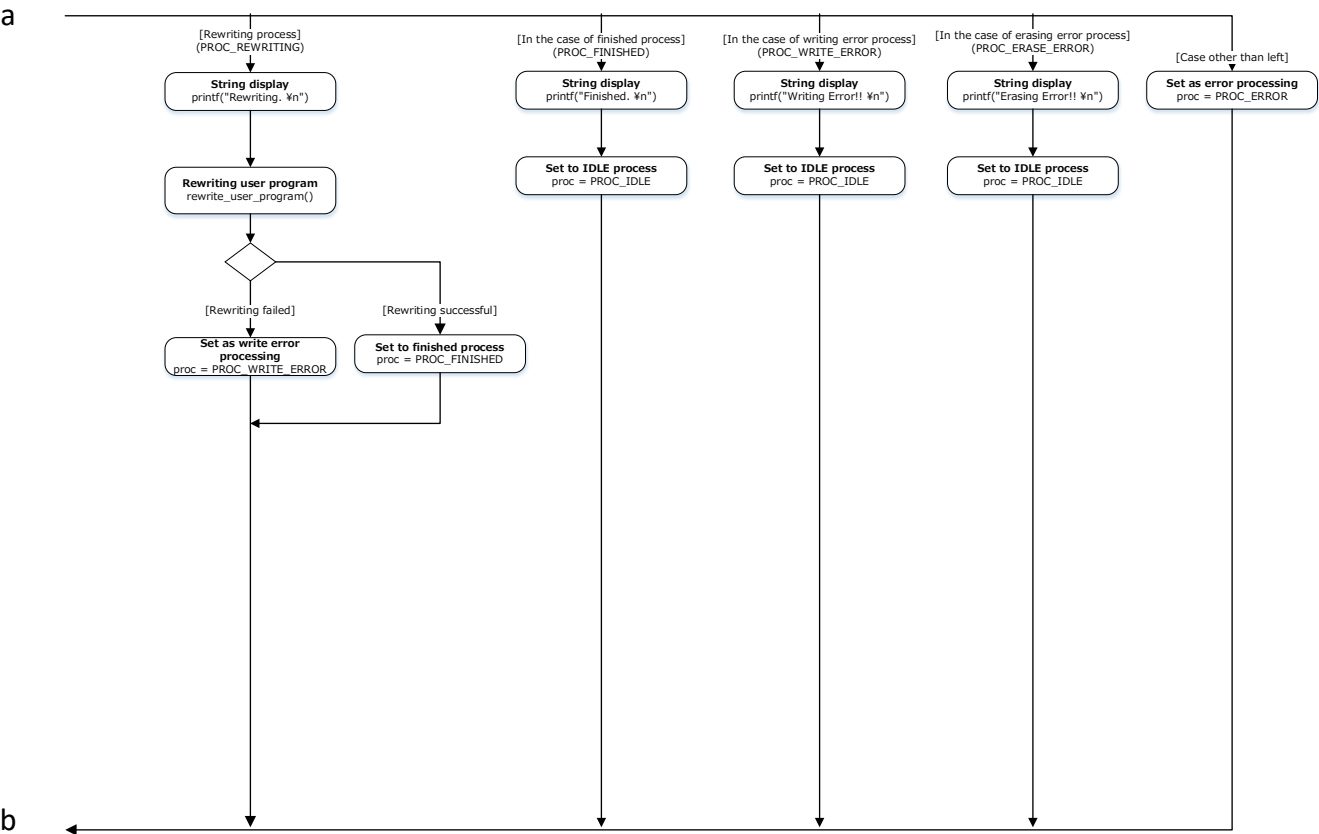 a
[Rewriting process]
(PROC_REWRITING)
String display
printf("Rewriting. ¥n")
Rewriting user program
rewrite_user_program()
[Rewriting failed]
Set as write error
processing
proc = PROC_WRITE_ERROR
[Rewriting successful]
Set to finished process
proc = PROC_FINISHED
[In the case of finished process]
(PROC_FINISHED)
String display
printf("Finished. ¥n")
Set to IDLE process
proc = PROC_IDLE
[In the case of writing error process]
(PROC_WRITE_ERROR)
String display
printf("Writing Error!! ¥n")
Set to IDLE process
proc = PROC_IDLE
[In the case of erasing error process]
(PROC_ERASE_ERROR)
String display
printf("Erasing Error!! ¥n")
Set to IDLE process
proc = PROC_IDLE
[Case other than left]
Set as error processing
proc = PROC_ERROR
b